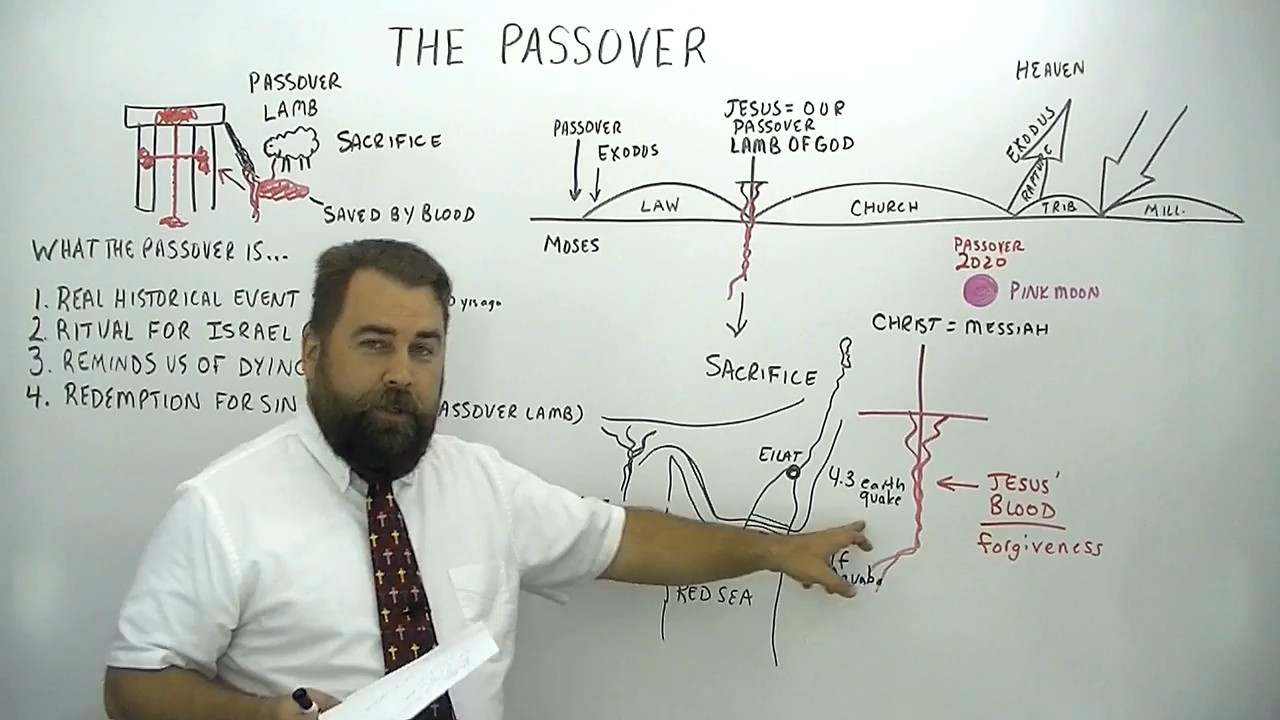 THE PASSOVER
PASSOVER
LAMB
SACRIFICE
SAVED BY BLOOD
WHAT THE PASSOVER IS...
1. REAL HISTORICAL EVENT
yrs ago
2. RITUAL FOR ISRAEL
3. REMINDS US OF
4. REDEMPTION FOR SIN
LAMB)
PASSOVER
EXODUS
LAW
MOSES
JESUS = OUR
PASSOVER
LAMB OF GOD
CHURCH
HEAVEN
EXODUS
RAPTURE
TRIB
MILL.
PASSOVER
2020
PINK MOON
CHRIST = MESSIAH
SACRIFICE
EILAT
4.3 earth
quake
RED SEA
JESUS'
BLOOD
forgiveness